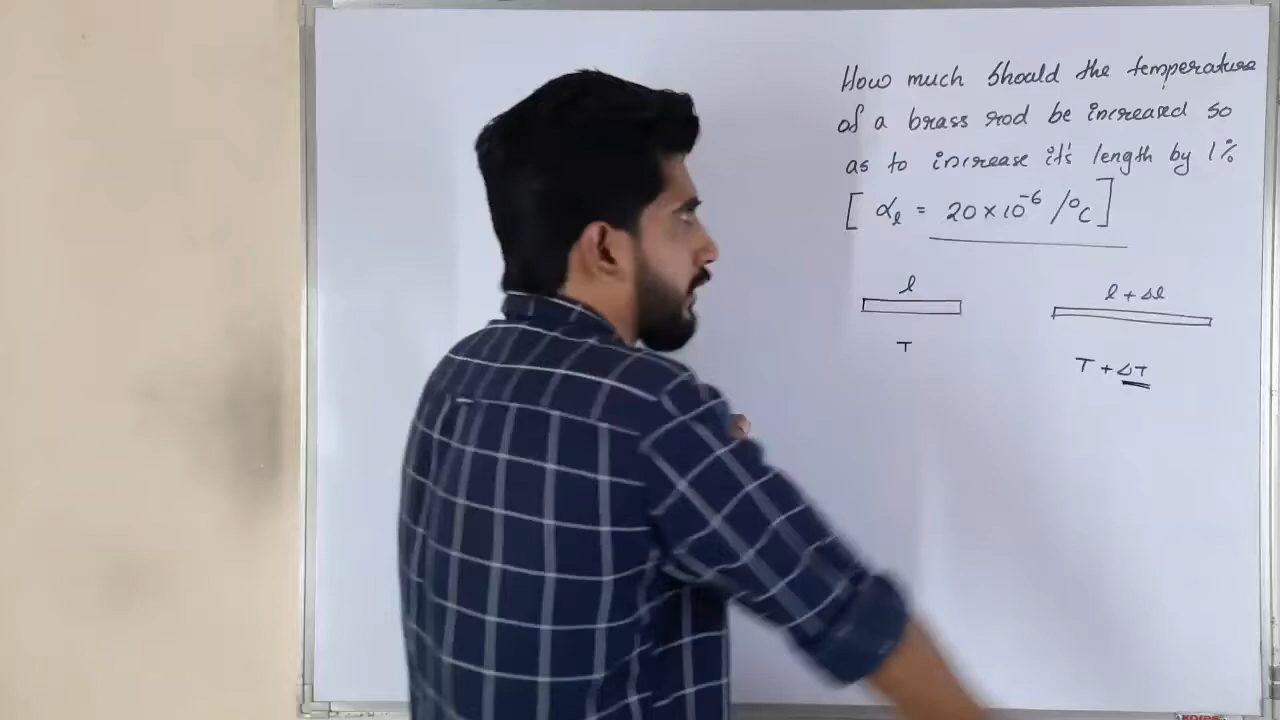 How much should the temperature
of a brass rod be increased so
as to increase it's length by 1%
[ αℓ = 20 × 10⁻⁶ /°C ]
ℓ
ℓ + Δℓ
T
T + ΔT